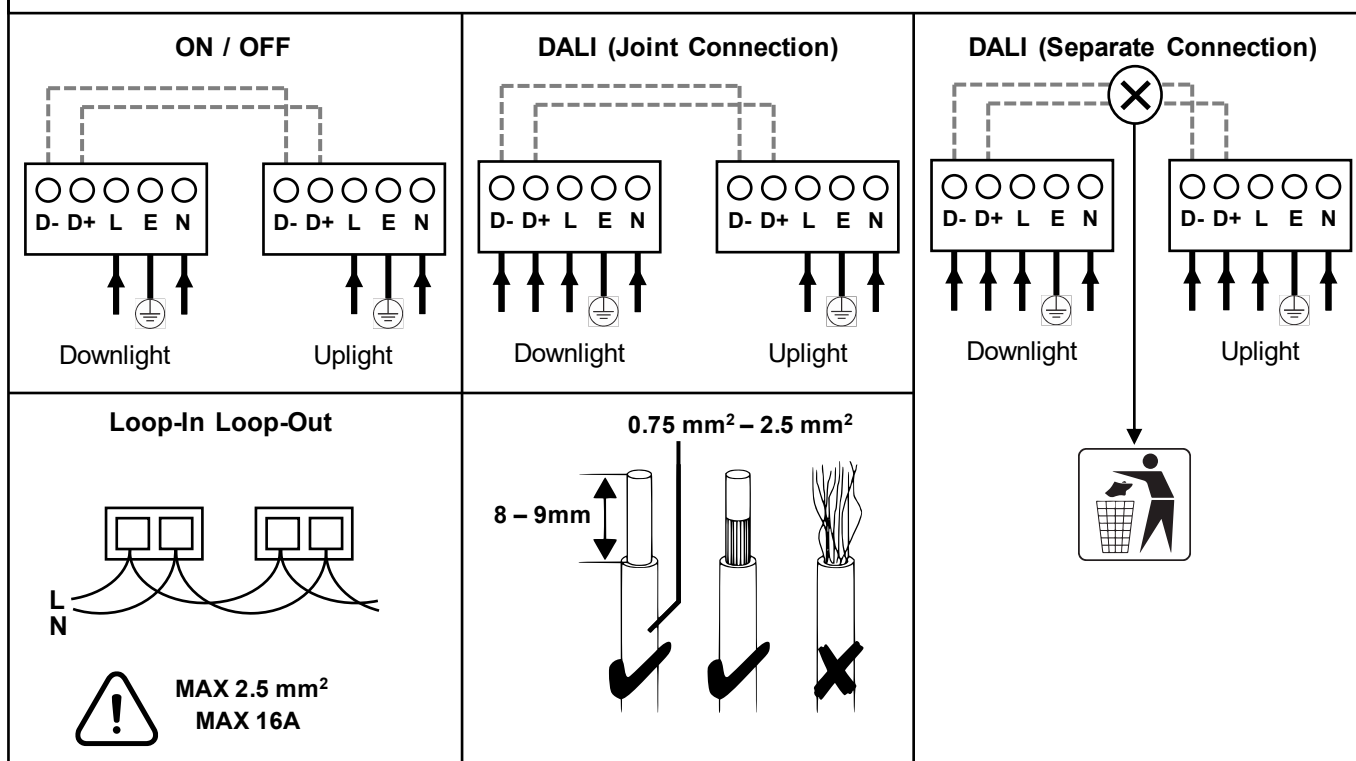 ON / OFF
D- D+ L E N
D- D+ L E N
Downlight
Uplight
DALI (Joint Connection)
D- D+ L E N
D- D+ L E N
Downlight
Uplight
DALI (Separate Connection)
D- D+ L E N
D- D+ L E N
Downlight
Uplight
Loop-In Loop-Out
L
N
MAX 2.5 mm²
MAX 16A
0.75 mm² – 2.5 mm²
8 – 9mm